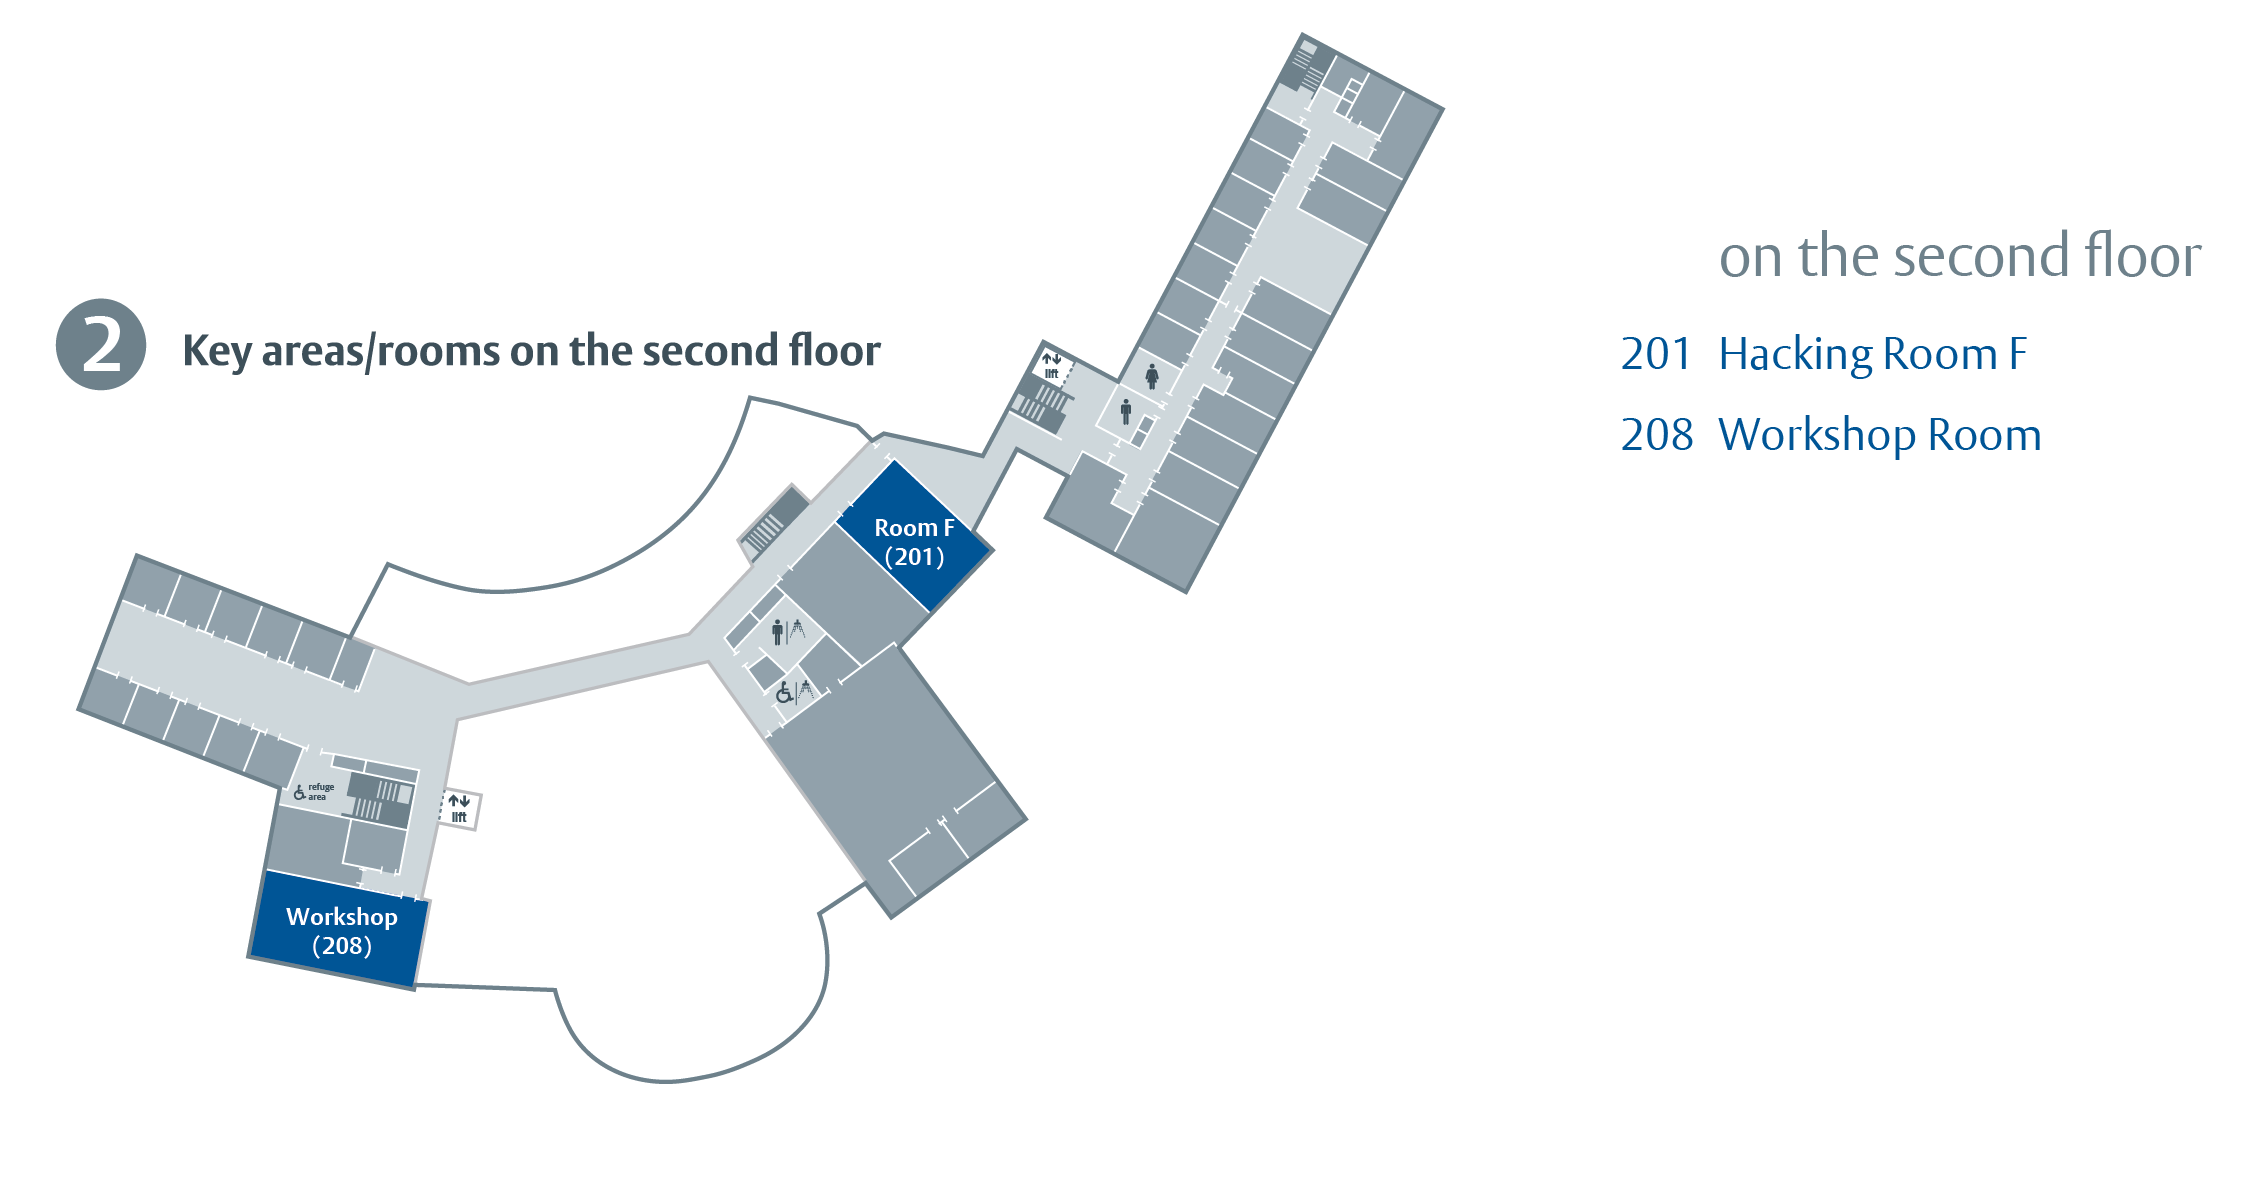 2
Key areas/rooms on the second floor
on the second floor
201 Hacking Room F
208 Workshop Room
lift
Room F
(201)
refuge
area
lift
Workshop
(208)